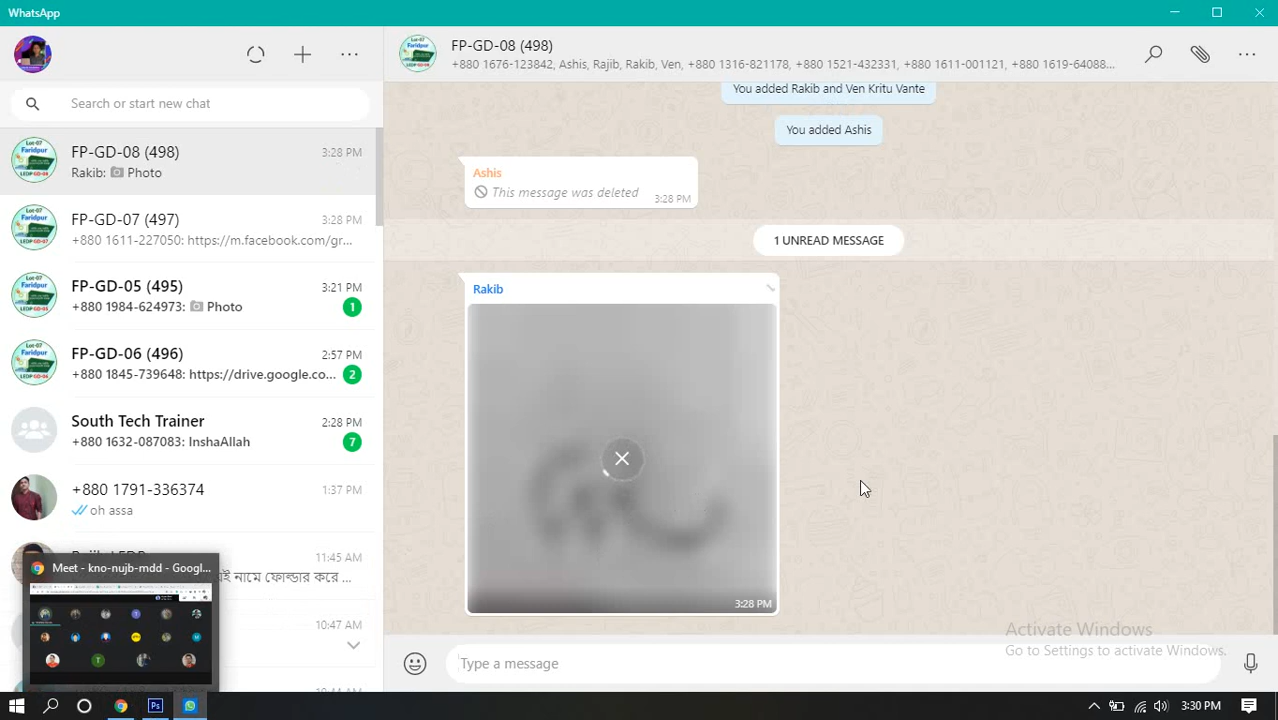 WhatsApp
Search or start new chat
FP-GD-08 (498)
3:28 PM
Rakib: Photo
FP-GD-07 (497)
3:28 PM
+880 1611-227050: https://m.facebook.com/gr...
FP-GD-05 (495)
3:21 PM
+880 1984-624973: Photo
1
FP-GD-06 (496)
2:57 PM
+880 1845-739648: https://drive.google.co...
2
South Tech Trainer
2:28 PM
+880 1632-087083: InshaAllah
7
+880 1791-336374
1:37 PM
oh assa
11:45 AM
নামে ফোল্ডার করে ...
10:47 AM
Meet - kno-nujb-mdd - Googl...
FP-GD-08 (498)
+880 1676-123842, Ashis, Rajib, Rakib, Ven, +880 1316-821178, +880 1521-432331, +880 1611-001121, +880 1619-64088...
You added Rakib and Ven Kritu Vante
You added Ashis
Ashis
This message was deleted
3:28 PM
1 UNREAD MESSAGE
Rakib
3:28 PM
Type a message
Activate Windows
Go to Settings to activate Windows.
Ps
3:30 PM